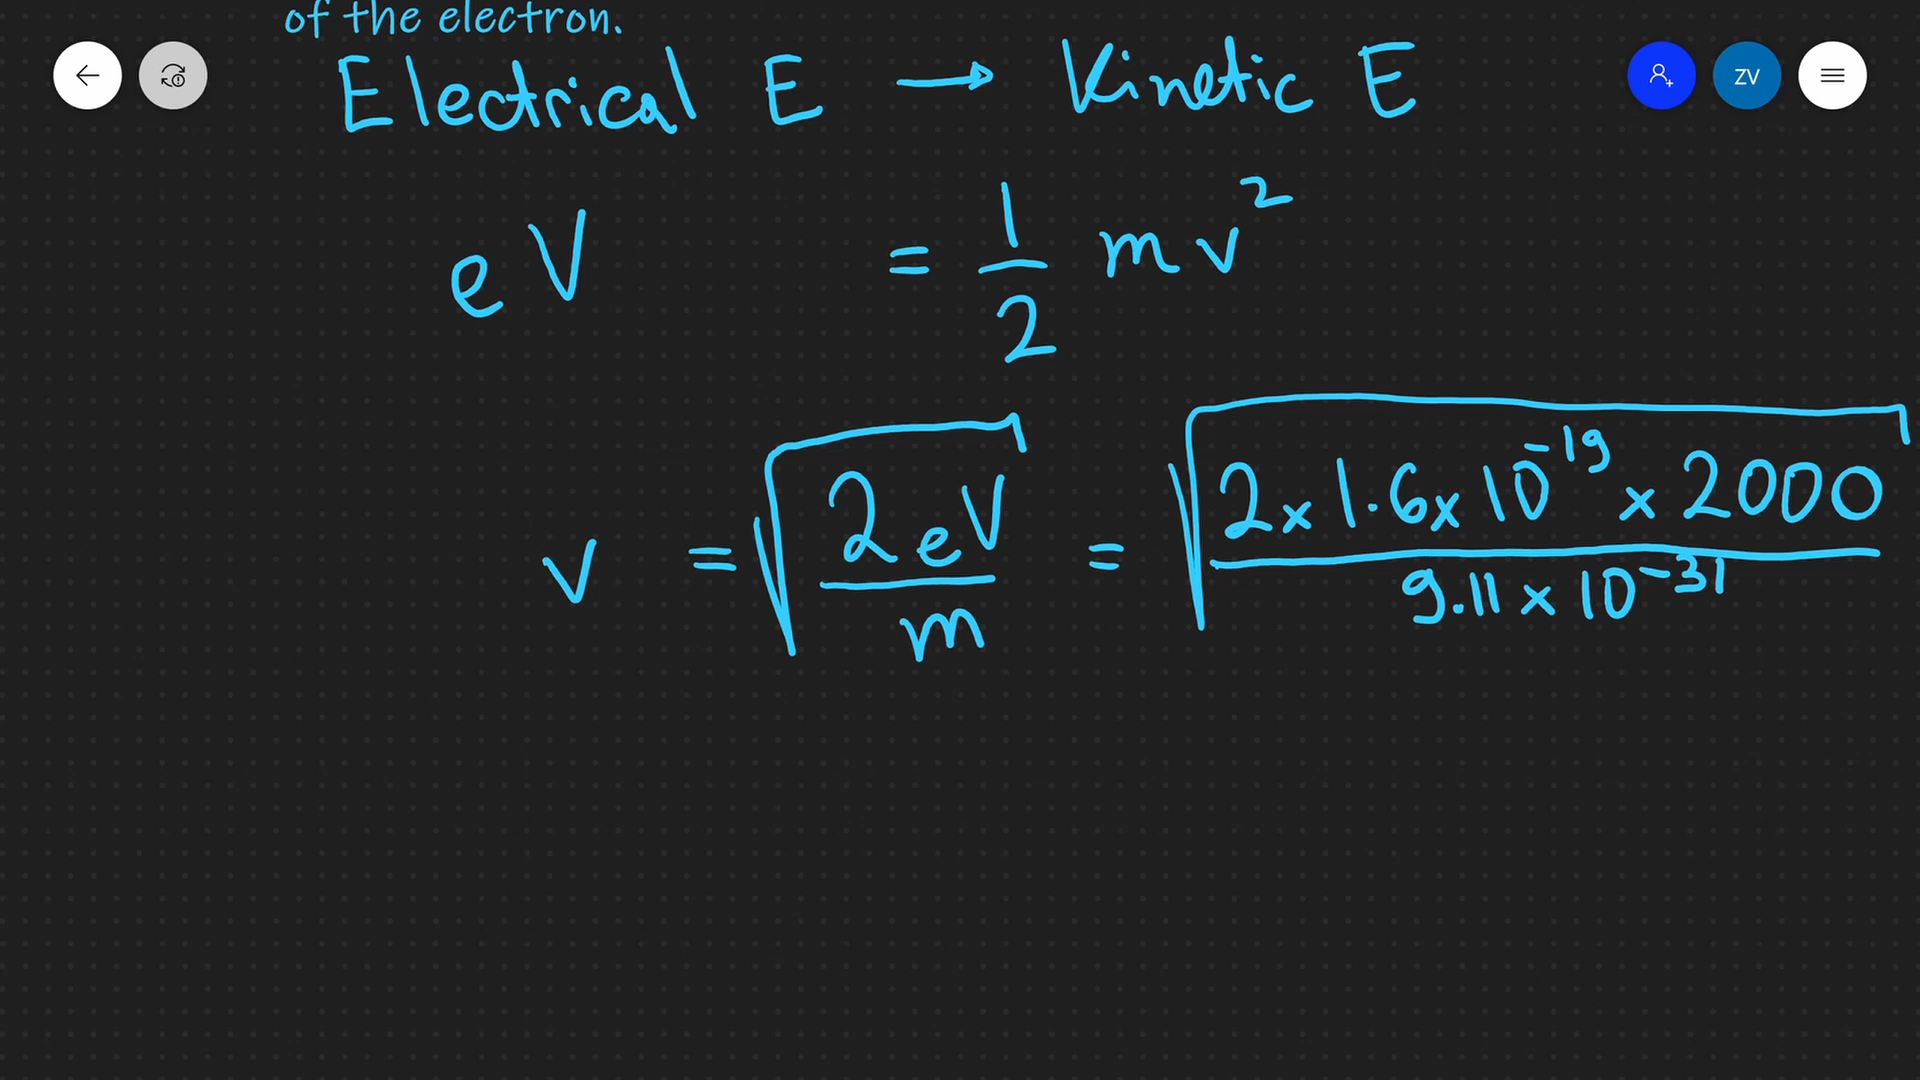 of the electron.
Electrical E → Kinetic E
ZV
eV = 1/2 mv²
v = √(2eV/m) = √(2×1.6×10⁻¹⁹×2000/9.11×10⁻³¹)